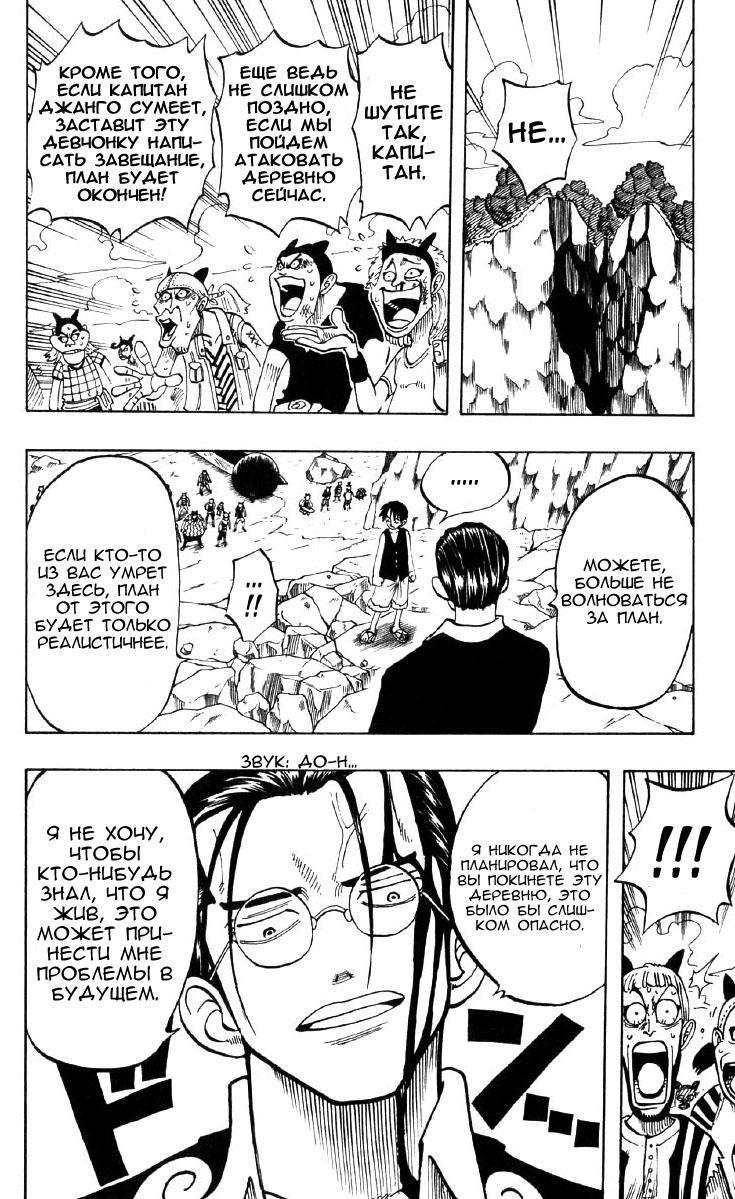 НЕ...
НЕ
ШУТИТЕ
ТАК,
КАПИ-
ТАН.
ЕЩЕ ВЕДЬ
НЕ СЛИШКОМ
ПОЗДНО,
ЕСЛИ МЫ
ПОЙДЕМ
АТАКОВАТЬ
ДЕРЕВНЮ
СЕЙЧАС.
КРОМЕ ТОГО,
ЕСЛИ КАПИТАН
ДЖАНГО СУМЕЕТ,
ЗАСТАВИТ ЭТУ
ДЕВЧОНКУ НАПИ-
САТЬ ЗАВЕЩАНИЕ,
ПЛАН БУДЕТ
ОКОНЧЕН!
МОЖЕТЕ,
БОЛЬШЕ НЕ
ВОЛНОВАТЬСЯ
ЗА ПЛАН.
.....
...
!!
ЕСЛИ КТО-ТО
ИЗ ВАС УМРЕТ
ЗДЕСЬ, ПЛАН
ОТ ЭТОГО
БУДЕТ ТОЛЬКО
РЕАЛИСТИЧНЕЕ.
ЗВУК: ДО-Н...
!!!
Я НИКОГДА НЕ
ПЛАНИРОВАЛ, ЧТО
ВЫ ПОКИНЕТЕ ЭТУ
ДЕРЕВНЮ, ЭТО
БЫЛО БЫ СЛИШ-
КОМ ОПАСНО.
Я НЕ ХОЧУ,
ЧТОБЫ
КТО-НИБУДЬ
ЗНАЛ, ЧТО Я
ЖИВ, ЭТО
МОЖЕТ ПРИ-
НЕСТИ МНЕ
ПРОБЛЕМЫ В
БУДУЩЕМ.
ドン...